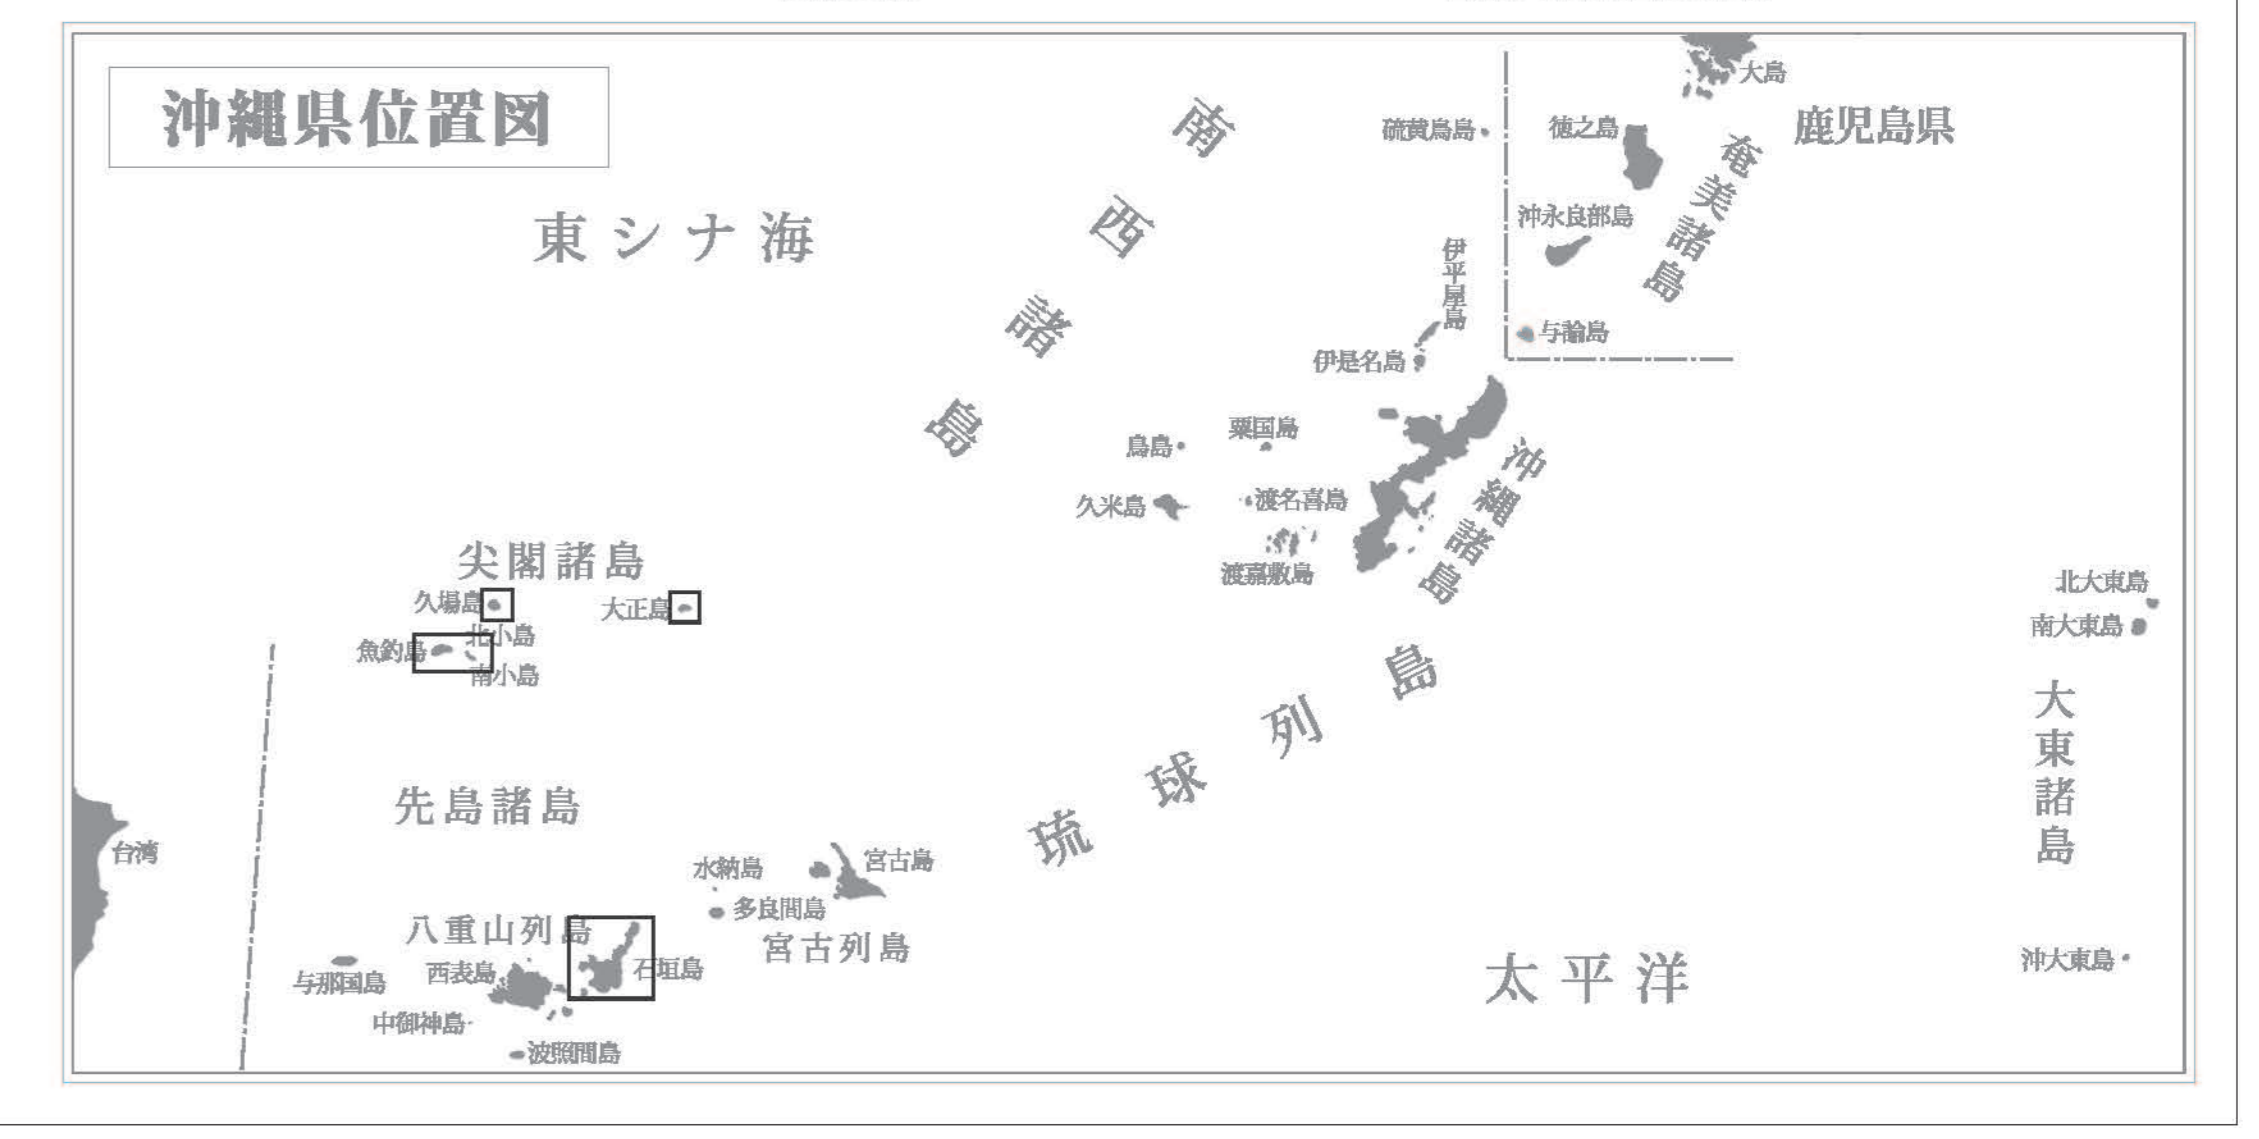 沖縄県位置図
大島
鹿児島県
硫黄鳥島
徳之島
奄美諸島
沖永良部島
与論島
伊平屋島
伊是名島
東シナ海
南西諸島
粟国島
鳥島
久米島
渡名喜島
渡嘉敷島
沖縄諸島
尖閣諸島
久場島
大正島
北小島
魚釣島
南小島
北大東島
南大東島
大東諸島
沖大東島
琉球列島
先島諸島
台湾
水納島
宮古島
多良間島
宮古列島
八重山列島
石垣島
西表島
与那国島
中御神島
波照間島
太平洋